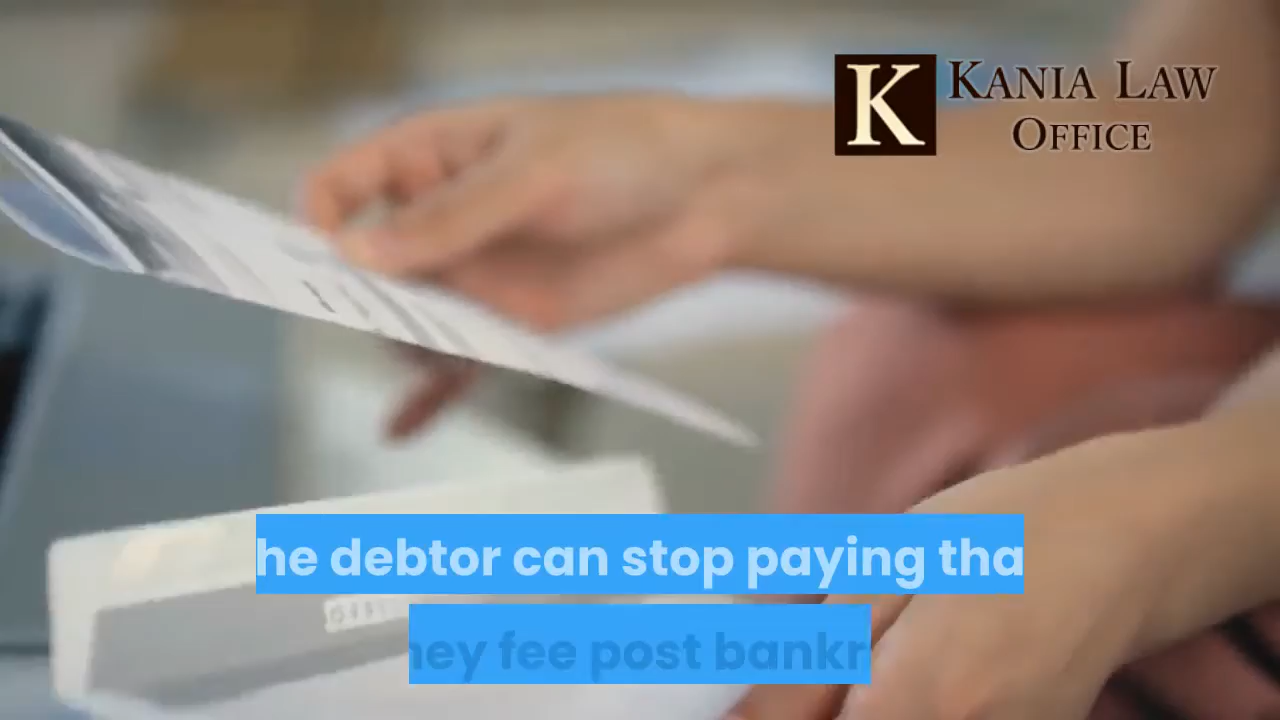 K
KANIA LAW
OFFICE
he debtor can stop paying tha
ney fee post bankr